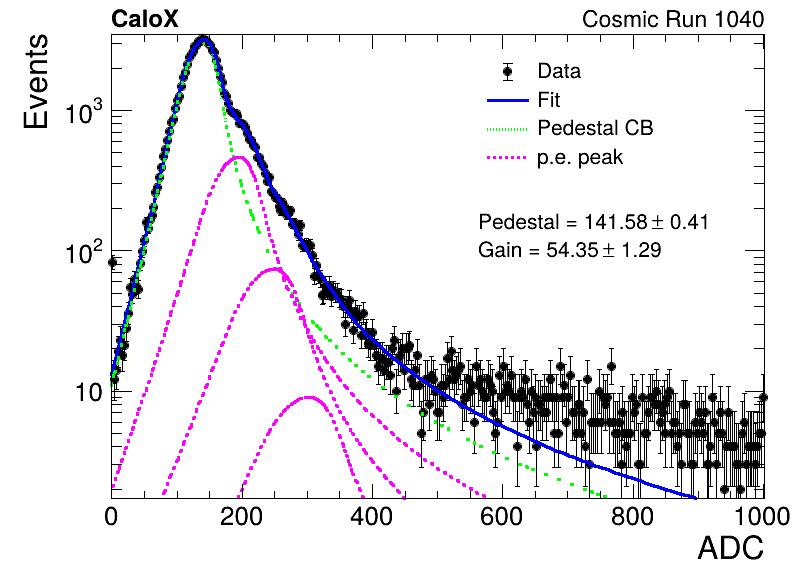 CaloX Cosmic Run 1040
Events
Data
Fit
Pedestal CB
p.e. peak
Pedestal = 141.58 ± 0.41
Gain = 54.35 ± 1.29
10³
10²
10
0 200 400 600 800 1000
ADC